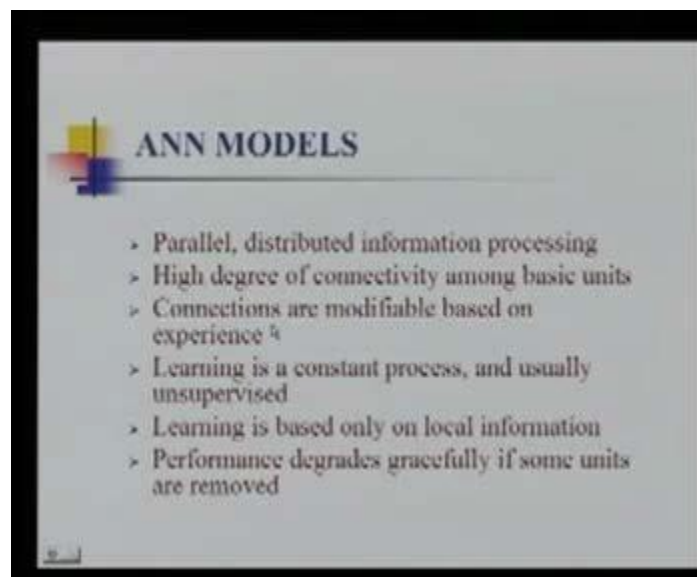 ANN MODELS
Parallel, distributed information processing
High degree of connectivity among basic units
Connections are modifiable based on
experience
Learning is a constant process, and usually
unsupervised
Learning is based only on local information
Performance degrades gracefully if some units
are removed